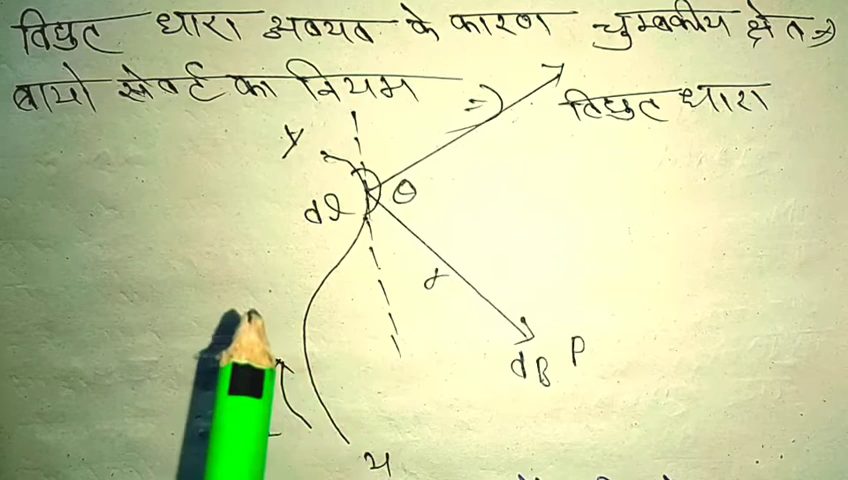 विद्युत धारा अवयव के कारण चुम्बकीय क्षेत्र⇒
बायो सेवर्ट का नियम
विद्युत धारा
X
θ
dl
r
dB P
Y